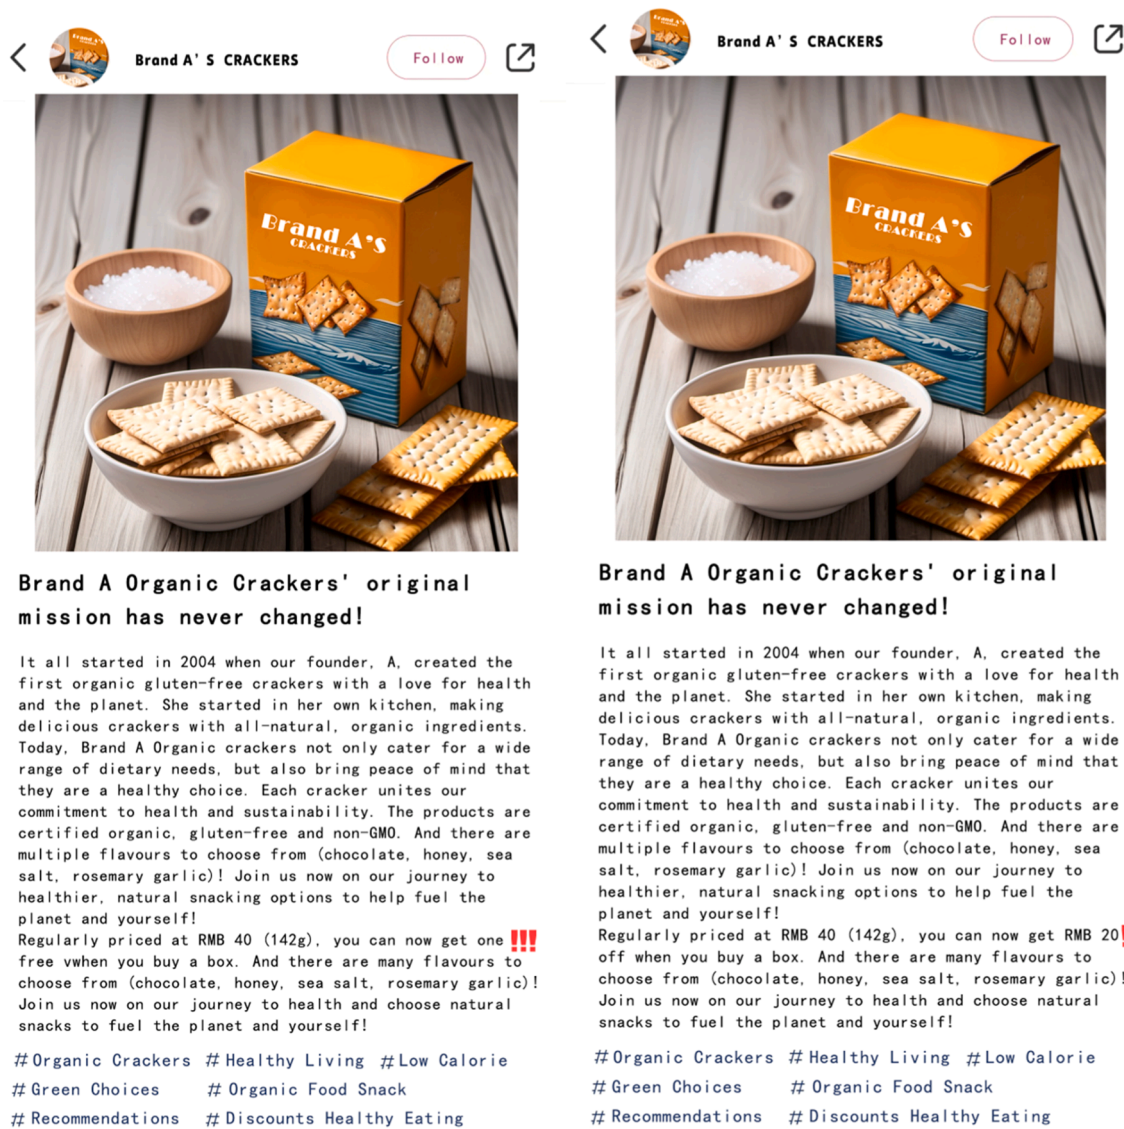 Brand A' S CRACKERS
Follow
Brand A'S
CRACKERS
Brand A Organic Crackers' original
mission has never changed!
It all started in 2004 when our founder, A, created the
first organic gluten-free crackers with a love for health
and the planet. She started in her own kitchen, making
delicious crackers with all-natural, organic ingredients.
Today, Brand A Organic crackers not only cater for a wide
range of dietary needs, but also bring peace of mind that
they are a healthy choice. Each cracker unites our
commitment to health and sustainability. The products are
certified organic, gluten-free and non-GMO. And there are
multiple flavours to choose from (chocolate, honey, sea
salt, rosemary garlic)! Join us now on our journey to
healthier, natural snacking options to help fuel the
planet and yourself!
Regularly priced at RMB 40 (142g), you can now get one !!!
free vwhen you buy a box. And there are many flavours to
choose from (chocolate, honey, sea salt, rosemary garlic)!
Join us now on our journey to health and choose natural
snacks to fuel the planet and yourself!
#Organic Crackers #Healthy Living #Low Calorie
#Green Choices #Organic Food Snack
#Recommendations #Discounts Healthy Eating
Brand A' S CRACKERS
Follow
Brand A'S
CRACKERS
Brand A Organic Crackers' original
mission has never changed!
It all started in 2004 when our founder, A, created the
first organic gluten-free crackers with a love for health
and the planet. She started in her own kitchen, making
delicious crackers with all-natural, organic ingredients.
Today, Brand A Organic crackers not only cater for a wide
range of dietary needs, but also bring peace of mind that
they are a healthy choice. Each cracker unites our
commitment to health and sustainability. The products are
certified organic, gluten-free and non-GMO. And there are
multiple flavours to choose from (chocolate, honey, sea
salt, rosemary garlic)! Join us now on our journey to
healthier, natural snacking options to help fuel the
planet and yourself!
Regularly priced at RMB 40 (142g), you can now get RMB 20!
off when you buy a box. And there are many flavours to
choose from (chocolate, honey, sea salt, rosemary garlic)!
Join us now on our journey to health and choose natural
snacks to fuel the planet and yourself!
#Organic Crackers #Healthy Living #Low Calorie
#Green Choices #Organic Food Snack
#Recommendations #Discounts Healthy Eating